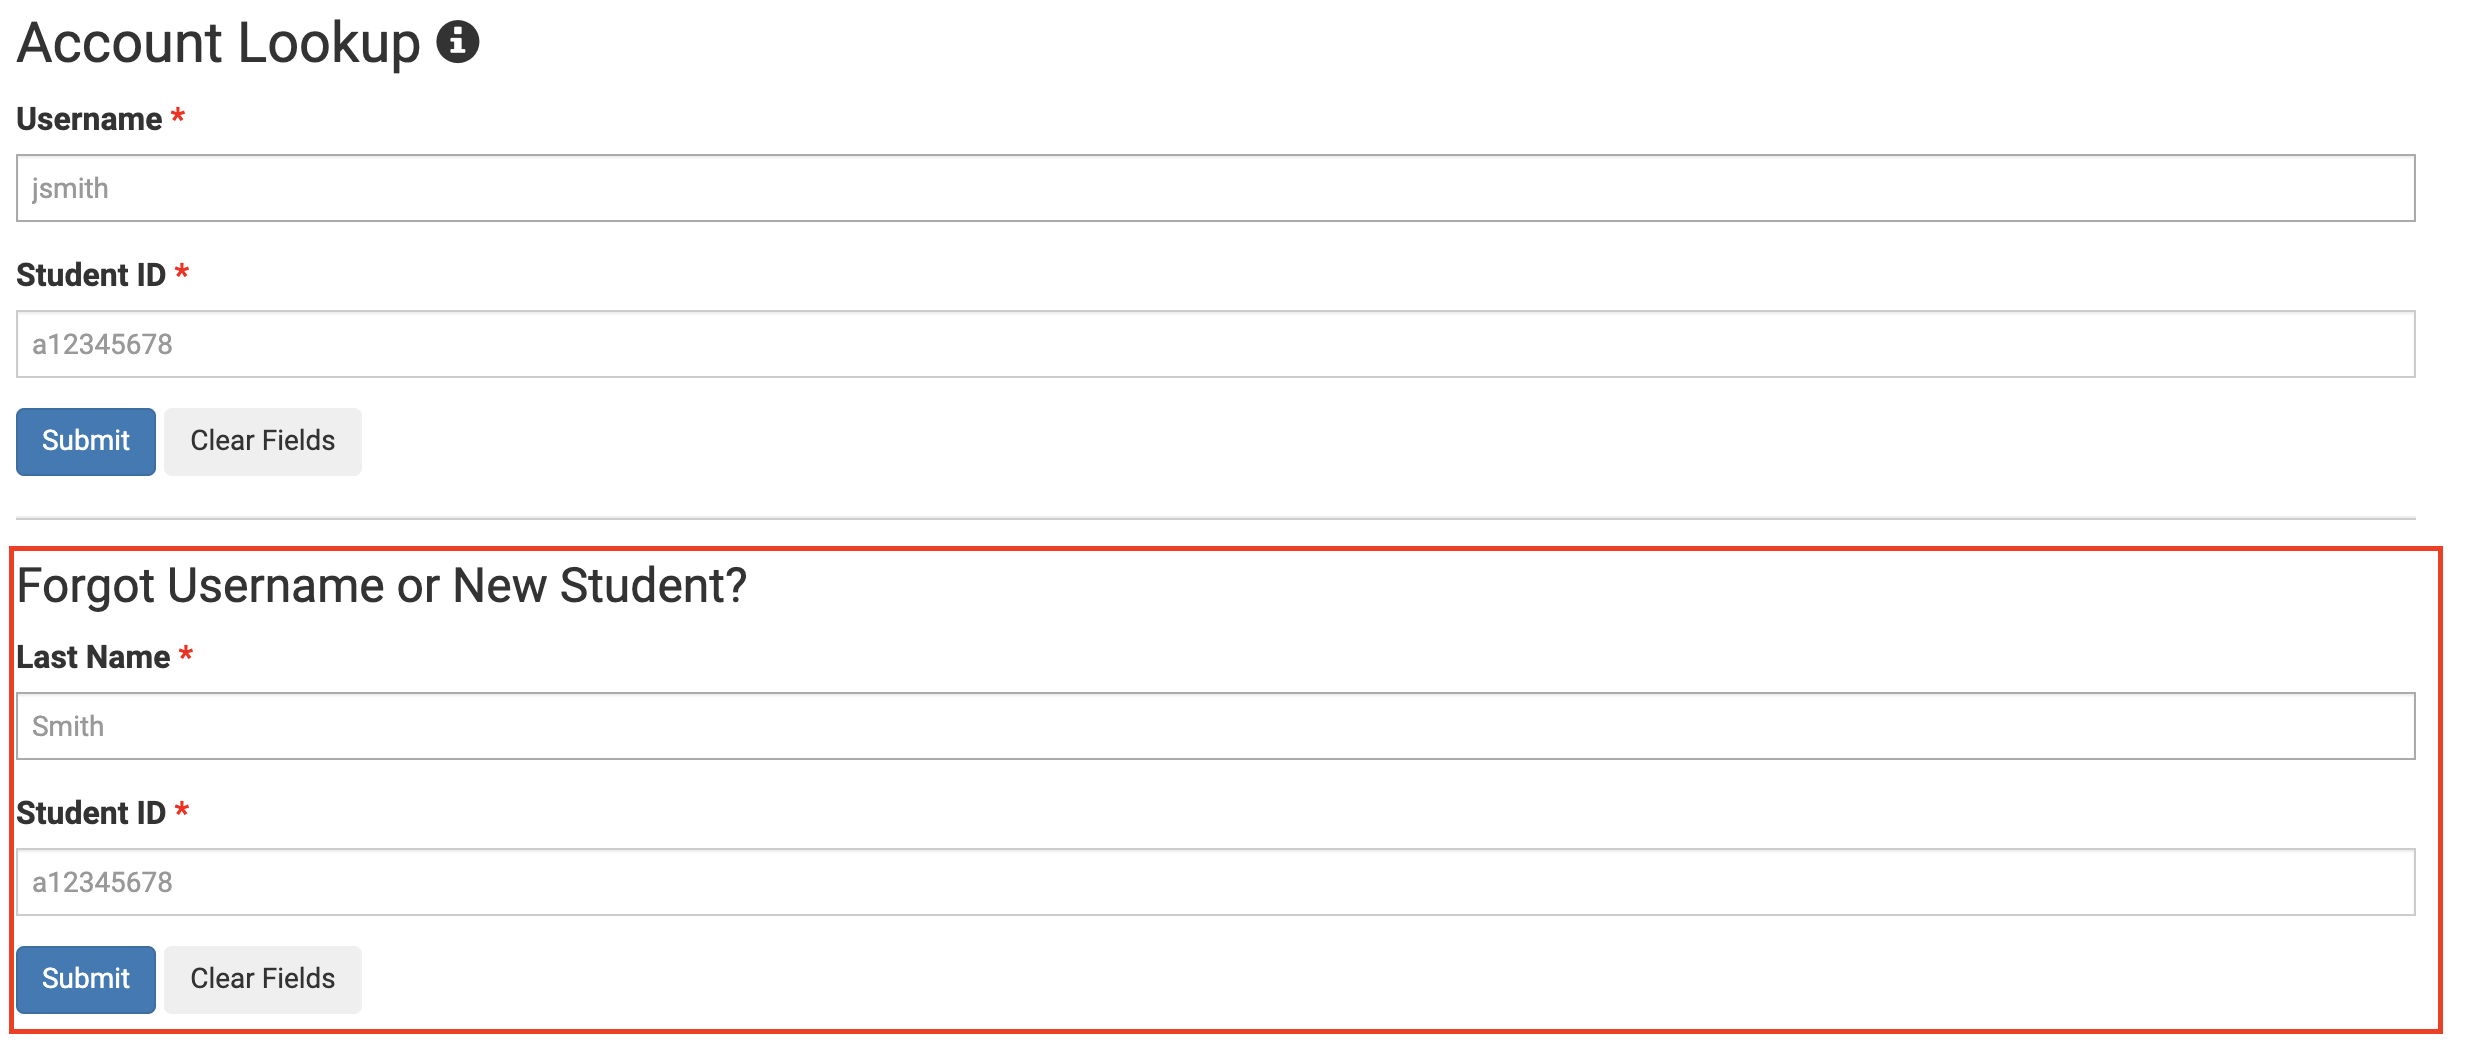 Account Lookup
Username *
jsmith
Student ID *
a12345678
Submit Clear Fields
Forgot Username or New Student?
Last Name *
Smith
Student ID *
a12345678
Submit Clear Fields